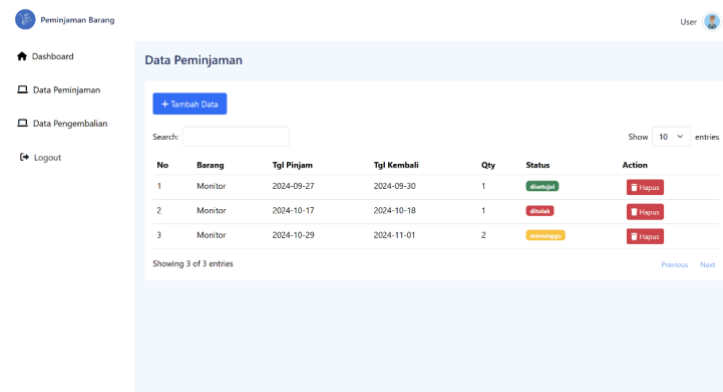 Peminjaman Barang
User
Dashboard
Data Peminjaman
Data Pengembalian
Logout
Data Peminjaman
+ Tambah Data
Search:
Show 10 entries
No Barang Tgl Pinjam Tgl Kembali Qty Status Action
1 Monitor 2024-09-27 2024-09-30 1 disetujui Hapus
2 Monitor 2024-10-17 2024-10-18 1 ditolak Hapus
3 Monitor 2024-10-29 2024-11-01 2 menunggu Hapus
Showing 3 of 3 entries
Previous Next